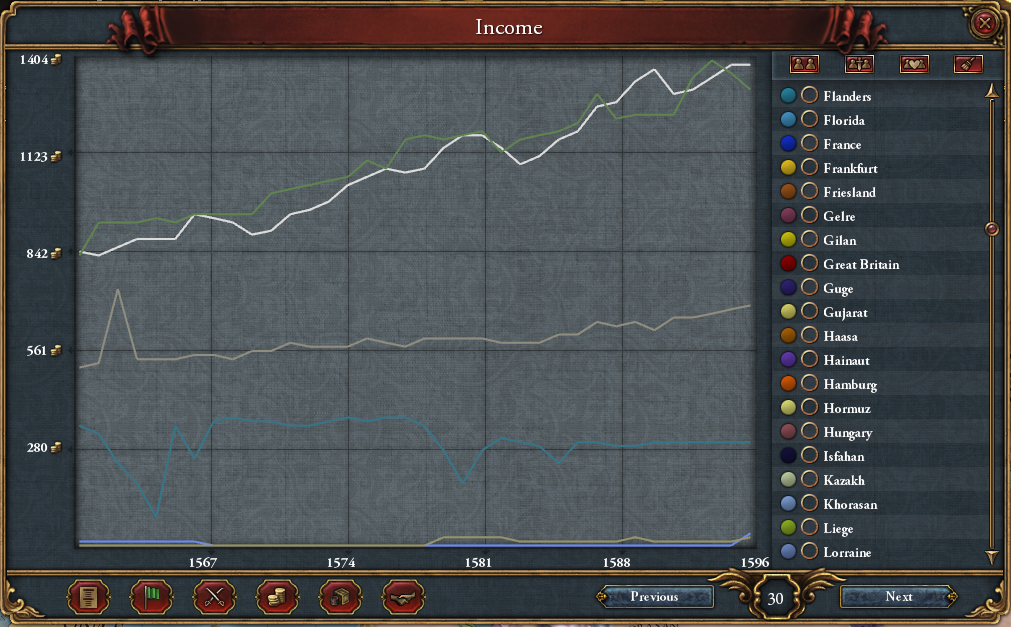 Income
1404
1123
842
561
280
1567 1574 1581 1588 1596
Flanders
Florida
France
Frankfurt
Friesland
Gelre
Gilan
Great Britain
Guge
Gujarat
Haasa
Hainaut
Hamburg
Hormuz
Hungary
Isfahan
Kazakh
Khorasan
Liege
Lorraine
Previous 30 Next